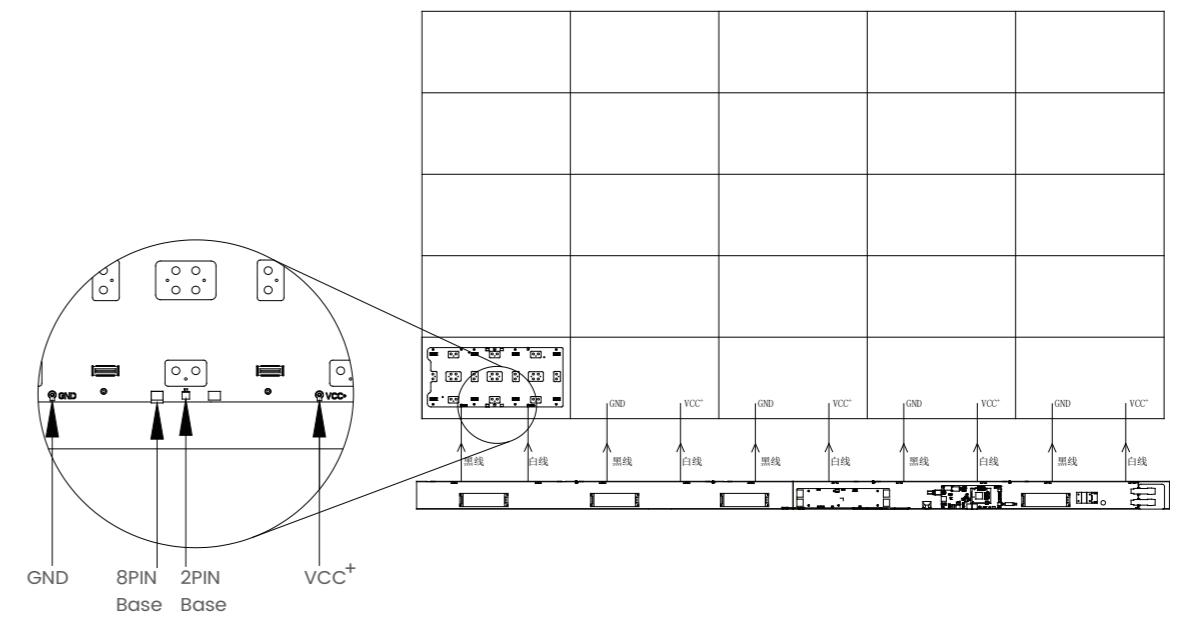 GND VCC+ GND VCC+ GND VCC+ GND VCC+
黑线 白线 黑线 白线 黑线 白线 黑线 白线 黑线 白线
GND VCC+
GND 8PIN Base 2PIN Base VCC+